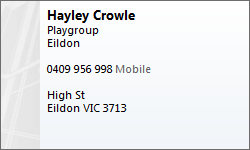 Hayley Crowle
Playgroup
Eildon
0409 956 998 Mobile
High St
Eildon VIC 3713